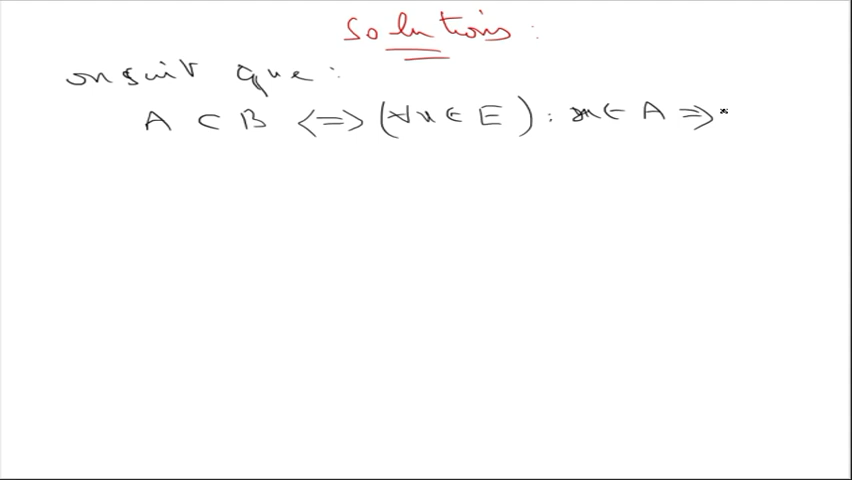 Solutions :
on sait que :
A ⊂ B <=> (∀x ∈ E) : x ∈ A =>